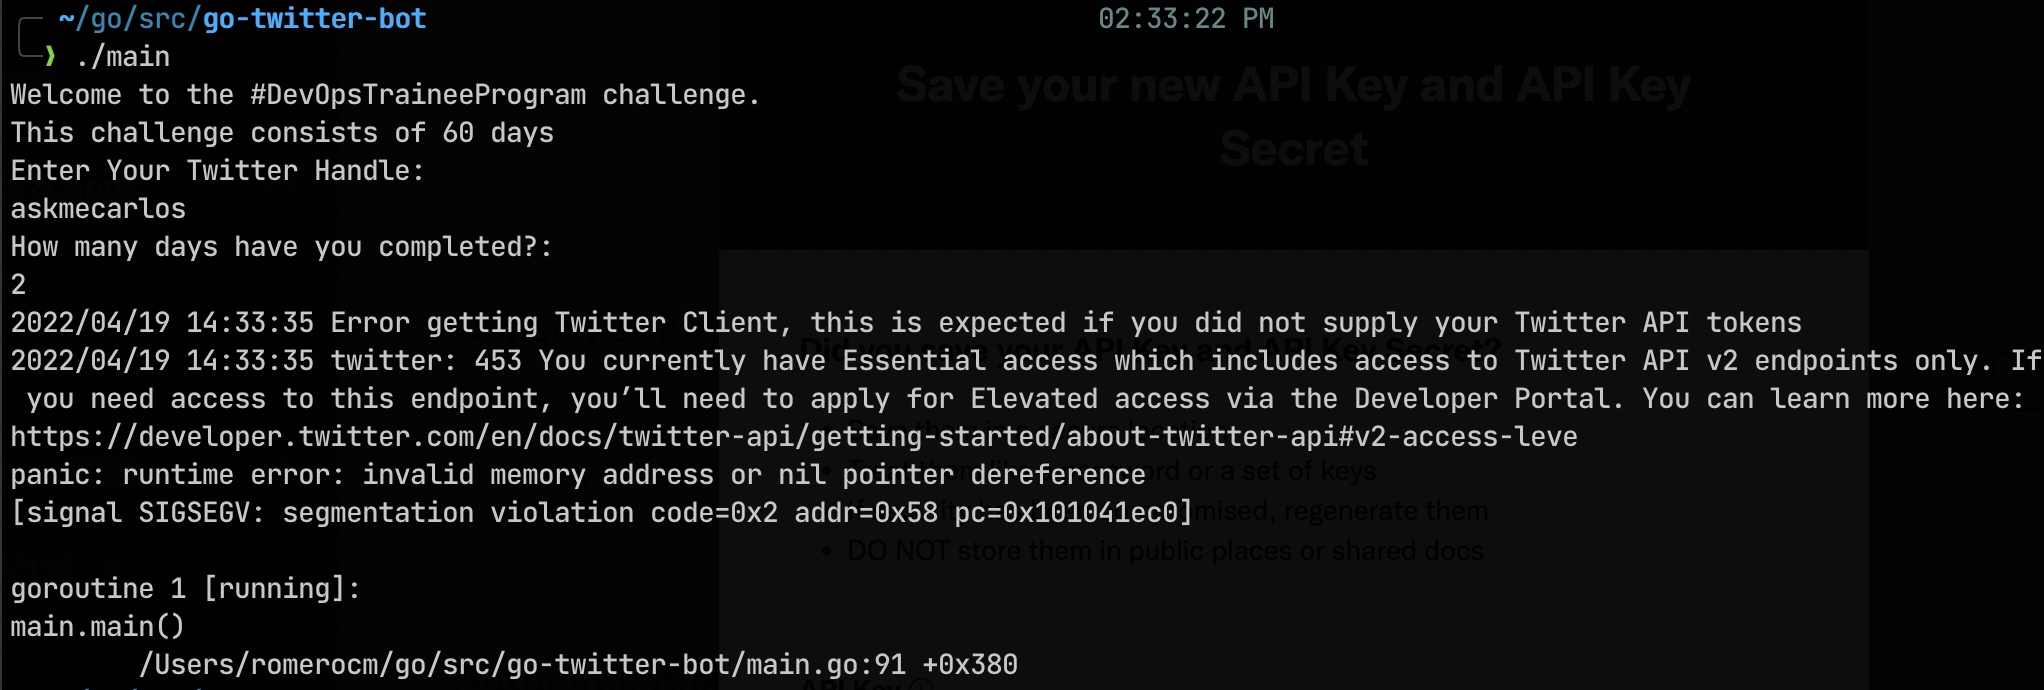 ~/go/src/go-twitter-bot 02:33:22 PM
❯ ./main
Save your new API Key and API Key
Secret
Welcome to the #DevOpsTraineeProgram challenge.
This challenge consists of 60 days
Enter Your Twitter Handle:
askmecarlos
How many days have you completed?:
2
2022/04/19 14:33:35 Error getting Twitter Client, this is expected if you did not supply your Twitter API tokens
Did you save your API Key and API Key Secret?
2022/04/19 14:33:35 twitter: 453 You currently have Essential access which includes access to Twitter API v2 endpoints only. If
you need access to this endpoint, you’ll need to apply for Elevated access via the Developer Portal. You can learn more here:
https://developer.twitter.com/en/docs/twitter-api/getting-started/about-twitter-api#v2-access-leve
panic: runtime error: invalid memory address or nil pointer dereference
or a set of keys
[signal SIGSEGV: segmentation violation code=0x2 addr=0x58 pc=0x101041ec0]
regenerate them
• DO NOT store them in public places or shared docs
goroutine 1 [running]:
main.main()
/Users/romerocm/go/src/go-twitter-bot/main.go:91 +0x380
API Key